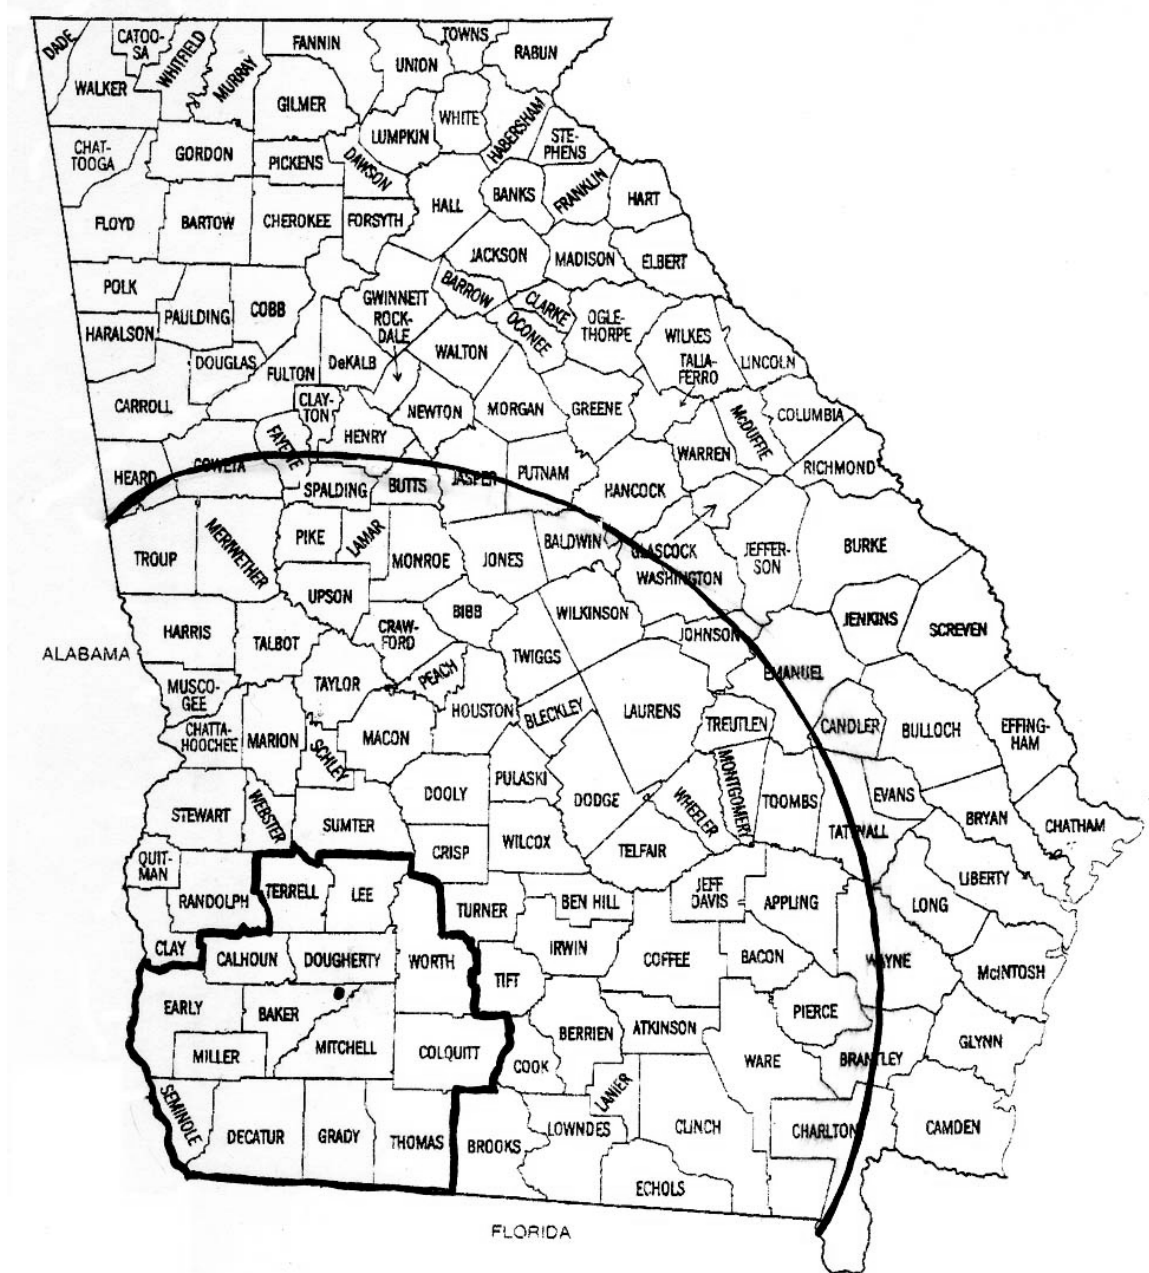 DADE
CATOO-
SA
WHITFIELD
MURRAY
FANNIN
UNION
TOWNS
RABUN
WALKER
GILMER
LUMPKIN
WHITE
HABERSHAM
STE-
PHENS
CHAT-
TOOGA
GORDON
PICKENS
DAWSON
HALL
BANKS
FRANKLIN
HART
FLOYD
BARTOW
CHEROKEE
FORSYTH
JACKSON
MADISON
ELBERT
POLK
PAULDING
COBB
GWINNETT
BARROW
CLARKE
OCONEE
OGLE-
THORPE
WILKES
HARALSON
ROCK-
DALE
DOUGLAS
FULTON
DeKALB
WALTON
TALIA-
FERRO
LINCOLN
CARROLL
CLAY-
TON
NEWTON
MORGAN
GREENE
McDUFFIE
COLUMBIA
FAYETTE
HENRY
WARREN
RICHMOND
HEARD
COWETA
SPALDING
BUTTS
JASPER
PUTNAM
HANCOCK
TROUP
MERIWETHER
PIKE
LAMAR
MONROE
JONES
BALDWIN
GLASCOCK
WASHINGTON
JEFFER-
SON
BURKE
UPSON
BIBB
WILKINSON
JENKINS
SCREVEN
HARRIS
TALBOT
CRAW-
FORD
TWIGGS
JOHNSON
EMANUEL
ALABAMA
MUSCO-
GEE
TAYLOR
PEACH
HOUSTON
BLECKLEY
LAURENS
TREUTLEN
CANDLER
BULLOCH
EFFING-
HAM
CHATTA-
HOOCHEE
MARION
SCHLEY
MACON
PULASKI
DODGE
WHEELER
MONTGOMERY
TOOMBS
EVANS
STEWART
WEBSTER
SUMTER
DOOLY
TATTNALL
BRYAN
CHATHAM
CRISP
WILCOX
TELFAIR
QUIT-
MAN
RANDOLPH
TERRELL
LEE
TURNER
BEN HILL
JEFF
DAVIS
APPLING
LONG
LIBERTY
CLAY
CALHOUN
DOUGHERTY
WORTH
TIFT
IRWIN
COFFEE
BACON
WAYNE
McINTOSH
EARLY
BAKER
MITCHELL
COLQUITT
BERRIEN
ATKINSON
PIERCE
GLYNN
MILLER
COOK
LANIER
WARE
BRANTLEY
SEMINOLE
DECATUR
GRADY
THOMAS
BROOKS
LOWNDES
CLINCH
CHARLTON
CAMDEN
ECHOLS
FLORIDA